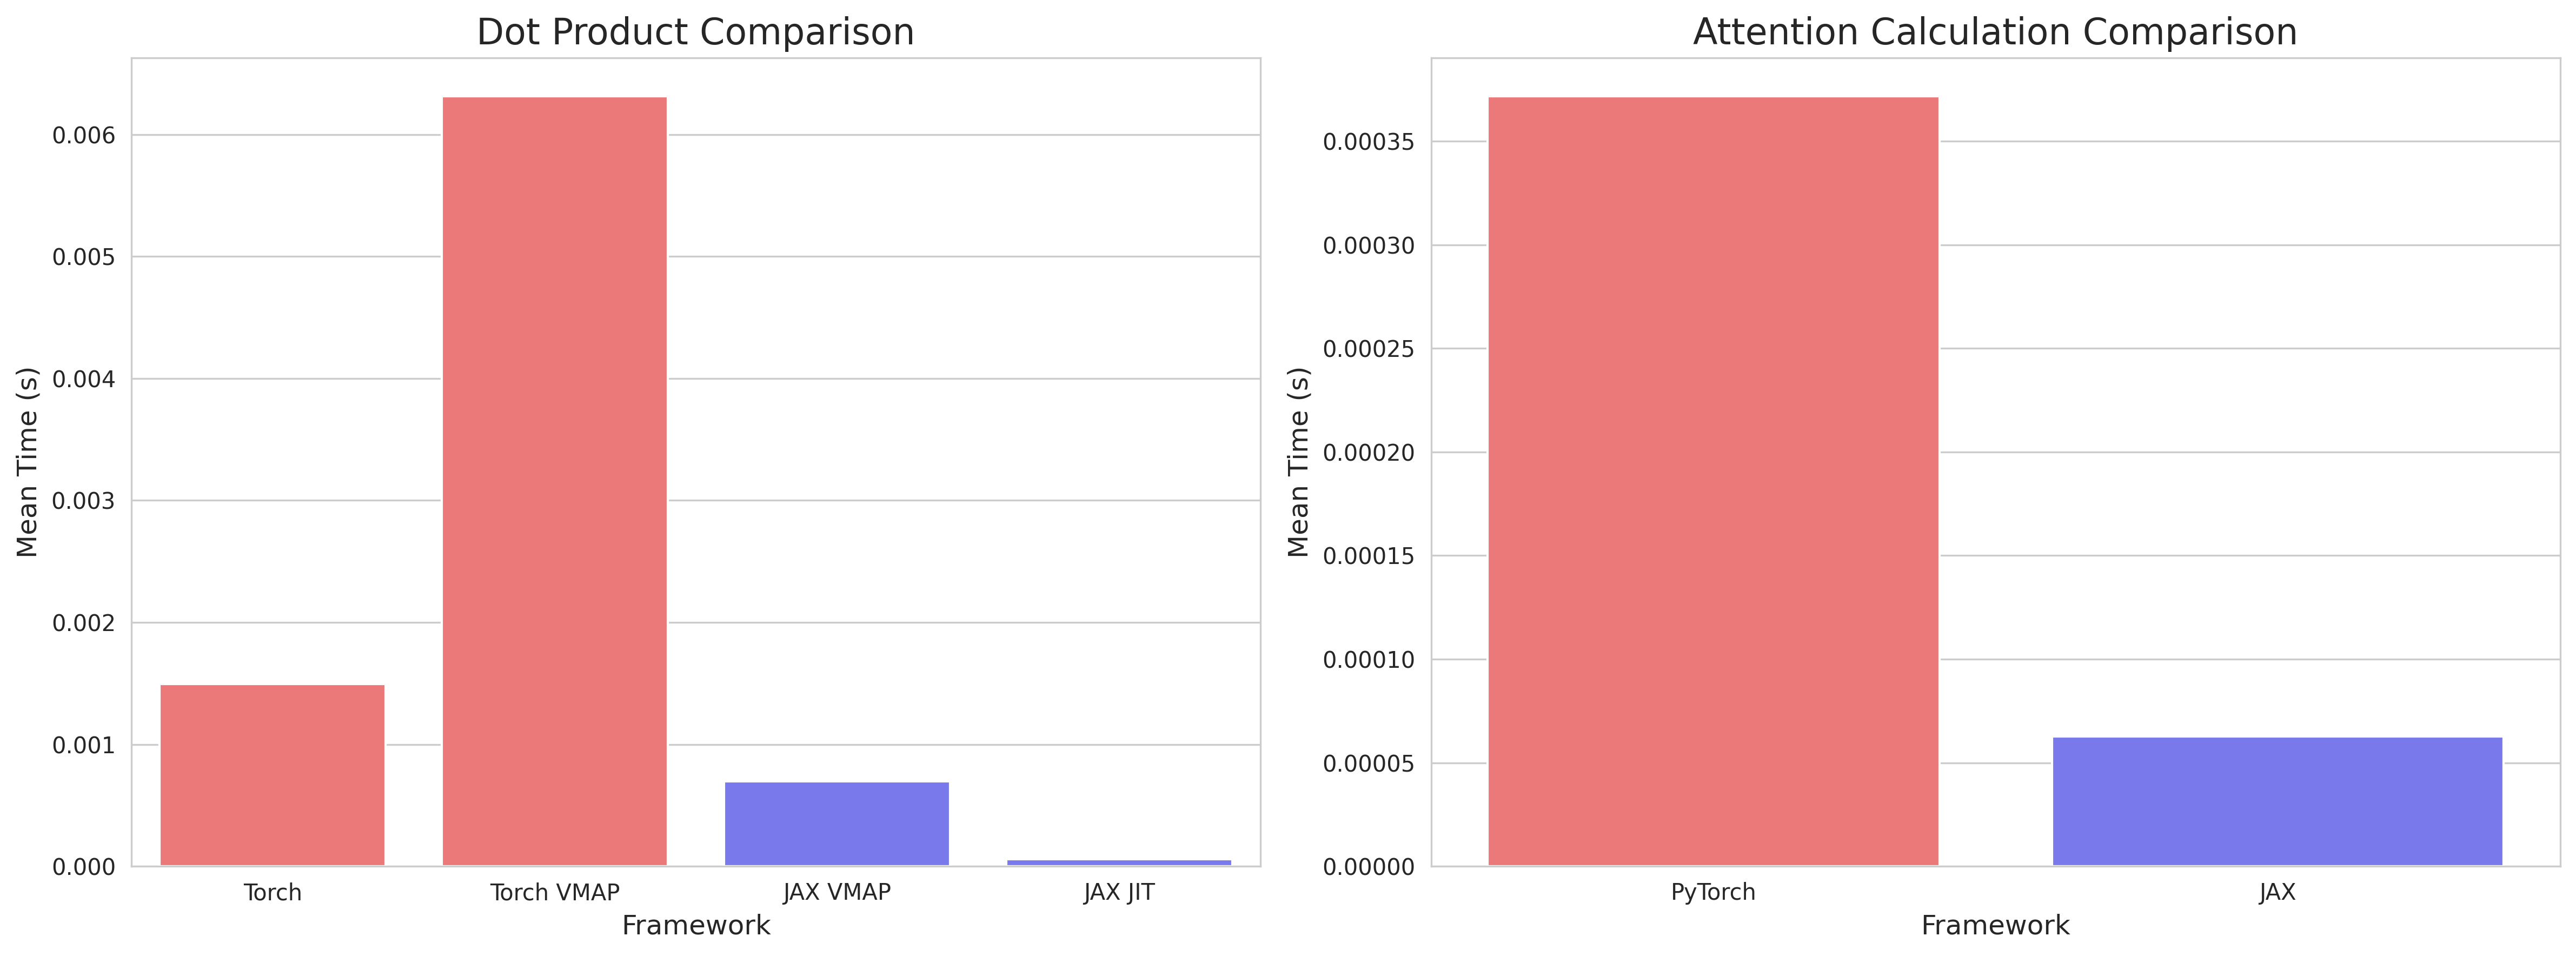 Dot Product Comparison
Mean Time (s)
0.006
0.005
0.004
0.003
0.002
0.001
0.000
Torch
Torch VMAP
JAX VMAP
JAX JIT
Framework
Attention Calculation Comparison
Mean Time (s)
0.00035
0.00030
0.00025
0.00020
0.00015
0.00010
0.00005
0.00000
PyTorch
JAX
Framework